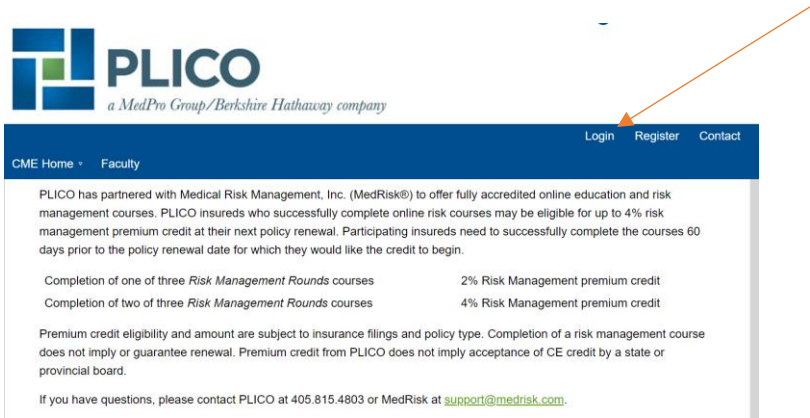 PLICO
a MedPro Group/Berkshire Hathaway company
Login Register Contact
CME Home Faculty
PLICO has partnered with Medical Risk Management, Inc. (MedRisk®) to offer fully accredited online education and risk
management courses. PLICO insureds who successfully complete online risk courses may be eligible for up to 4% risk
management premium credit at their next policy renewal. Participating insureds need to successfully complete the courses 60
days prior to the policy renewal date for which they would like the credit to begin.
Completion of one of three Risk Management Rounds courses 2% Risk Management premium credit
Completion of two of three Risk Management Rounds courses 4% Risk Management premium credit
Premium credit eligibility and amount are subject to insurance filings and policy type. Completion of a risk management course
does not imply or guarantee renewal. Premium credit from PLICO does not imply acceptance of CE credit by a state or
provincial board.
If you have questions, please contact PLICO at 405.815.4803 or MedRisk at support@medrisk.com.